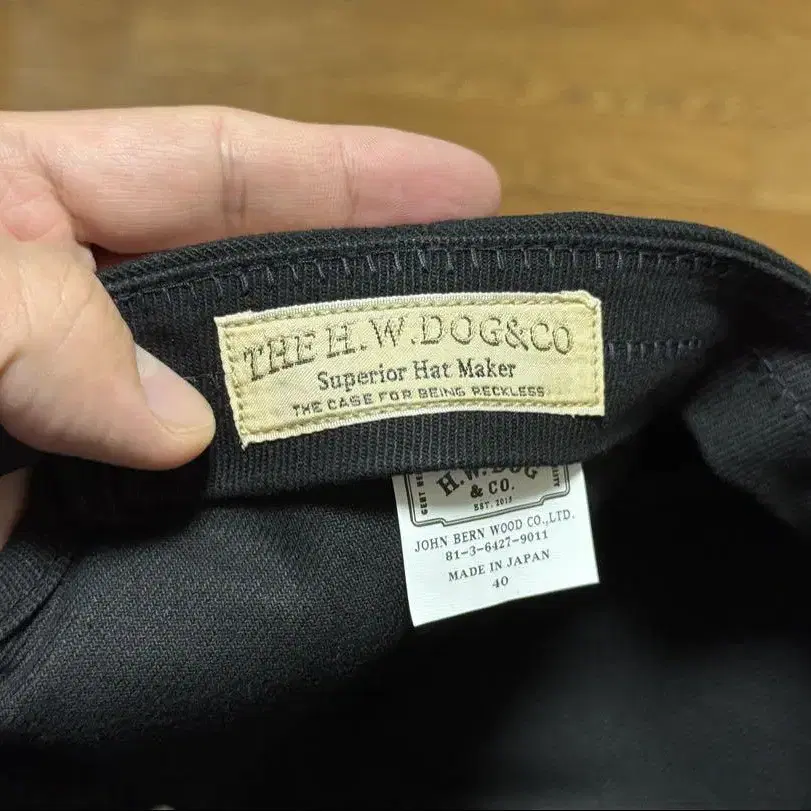 THE H.W.DOG&CO
Superior Hat Maker
THE CASE FOR BEING RECKLESS
H.W.DOG
& CO.
EST. 2015
JOHN BERN WOOD CO.,LTD.
81-3-6427-9011
MADE IN JAPAN
40